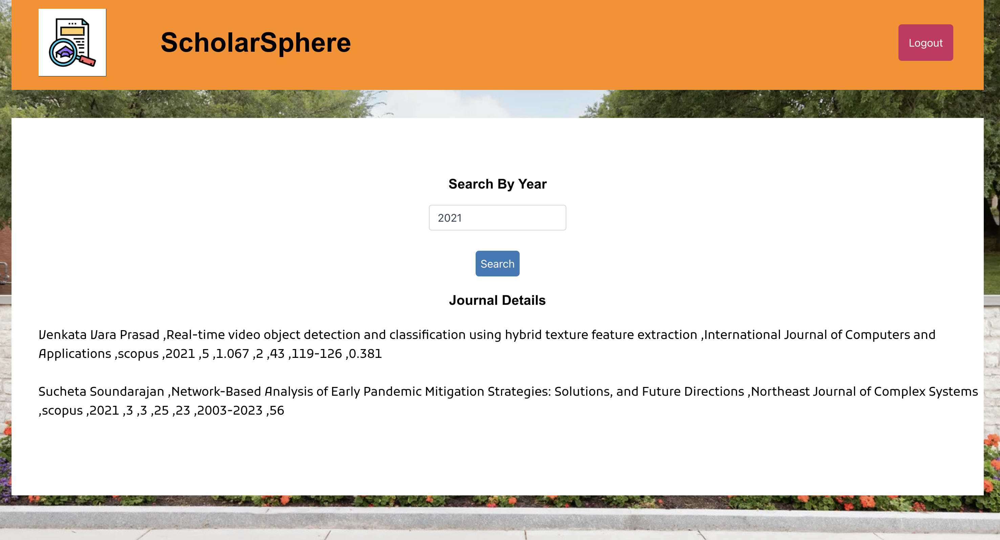 ScholarSphere
Logout
Search By Year
2021
Search
Journal Details
Venkata Vara Prasad ,Real-time video object detection and classification using hybrid texture feature extraction ,International Journal of Computers and
Applications ,scopus ,2021 ,5 ,1.067 ,2 ,43 ,119-126 ,0.381
Sucheta Soundarajan ,Network-Based Analysis of Early Pandemic Mitigation Strategies: Solutions, and Future Directions ,Northeast Journal of Complex Systems
,scopus ,2021 ,3 ,3 ,25 ,23 ,2003-2023 ,56